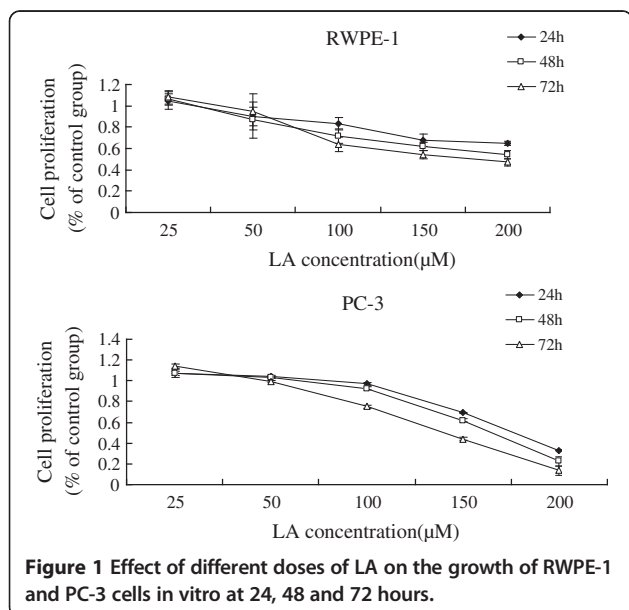 RWPE-1
24h
48h
72h
Cell proliferation
(% of control group)
1.2
1
0.8
0.6
0.4
0.2
0
25 50 100 150 200
LA concentration(μM)
PC-3
24h
48h
72h
Cell proliferation
(% of control group)
1.4
1.2
1
0.8
0.6
0.4
0.2
0
25 50 100 150 200
LA concentration(μM)
Figure 1 Effect of different doses of LA on the growth of RWPE-1
and PC-3 cells in vitro at 24, 48 and 72 hours.